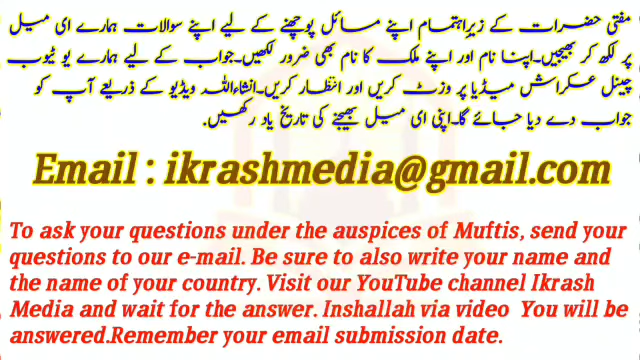 مفتی حضرات کے زیرِاہتمام اپنے مسائل پوچھنے کے لیے اپنے سوالات ہمارے ای میل
پر لکھ کر بھیجیں۔اپنا نام اور اپنے ملک کا نام بھی ضرور لکھیں۔جواب کے لیے ہمارے یو ٹیوب
چینل عکراش میڈیا پر وزٹ کریں اور انتظار کریں۔انشاءاللہ ویڈیو کے ذریعے آپ کو
جواب دے دیا جائے گا۔اپنی ای میل بھیجنے کی تاریخ یاد رکھیں.
Email : ikrashmedia@gmail.com
To ask your questions under the auspices of Muftis, send your
questions to our e-mail. Be sure to also write your name and
the name of your country. Visit our YouTube channel Ikrash
Media and wait for the answer. Inshallah via video  You will be
answered.Remember your email submission date.